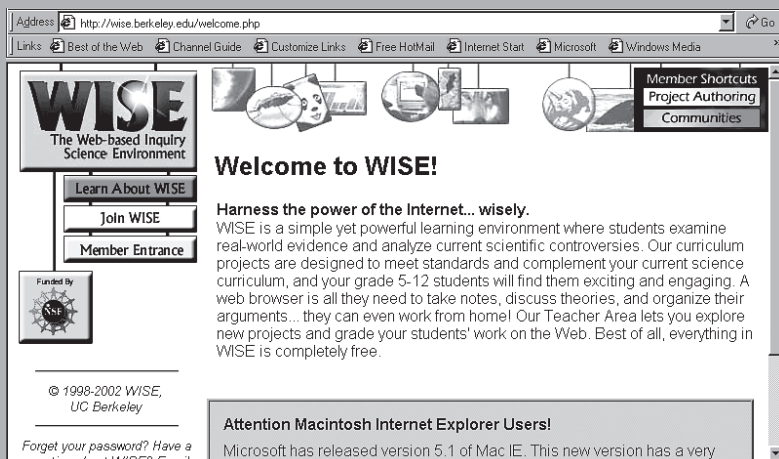 Address http://wise.berkeley.edu/welcome.php Go
Links Best of the Web Channel Guide Customize Links Free HotMail Internet Start Microsoft Windows Media
WISE
The Web-based Inquiry
Science Environment
Learn About WISE
Join WISE
Member Entrance
Funded By
NSF
© 1998-2002 WISE,
UC Berkeley
Forget your password? Have a
Member Shortcuts
Project Authoring
Communities
Welcome to WISE!
Harness the power of the Internet... wisely.
WISE is a simple yet powerful learning environment where students examine
real-world evidence and analyze current scientific controversies. Our curriculum
projects are designed to meet standards and complement your current science
curriculum, and your grade 5-12 students will find them exciting and engaging. A
web browser is all they need to take notes, discuss theories, and organize their
arguments... they can even work from home! Our Teacher Area lets you explore
new projects and grade your students' work on the Web. Best of all, everything in
WISE is completely free.
Attention Macintosh Internet Explorer Users!
Microsoft has released version 5.1 of Mac IE. This new version has a very